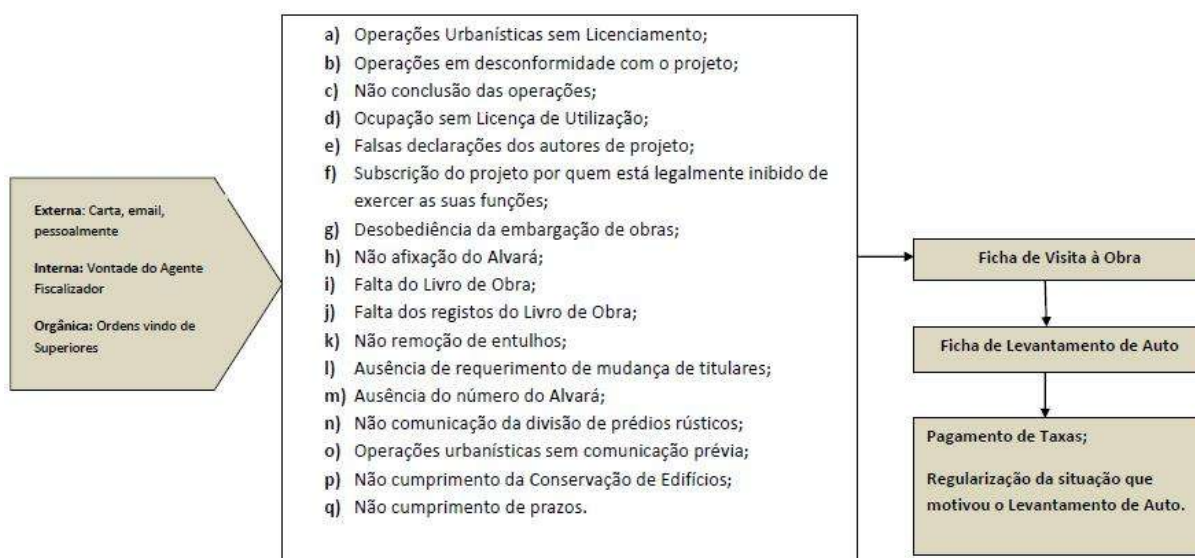 Externa: Carta, email,
pessoalmente
Interna: Vontade do Agente
Fiscalizador
Orgânica: Ordens vindo de
Superiores
a) Operações Urbanísticas sem Licenciamento;
b) Operações em desconformidade com o projeto;
c) Não conclusão das operações;
d) Ocupação sem Licença de Utilização;
e) Falsas declarações dos autores de projeto;
f) Subscrição do projeto por quem está legalmente inibido de
exercer as suas funções;
g) Desobediência da embargação de obras;
h) Não afixação do Alvará;
i) Falta do Livro de Obra;
j) Falta dos registos do Livro de Obra;
k) Não remoção de entulhos;
l) Ausência de requerimento de mudança de titulares;
m) Ausência do número do Alvará;
n) Não comunicação da divisão de prédios rústicos;
o) Operações urbanísticas sem comunicação prévia;
p) Não cumprimento da Conservação de Edifícios;
q) Não cumprimento de prazos.
Ficha de Visita à Obra
Ficha de Levantamento de Auto
Pagamento de Taxas;
Regularização da situação que
motivou o Levantamento de Auto.